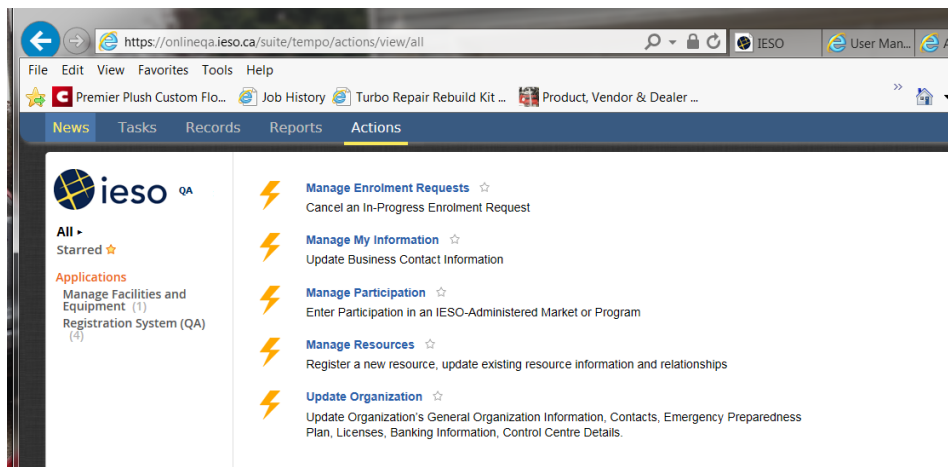 https://onlineqa.ieso.ca/suite/tempo/actions/view/all
IESO
User Man...
File Edit View Favorites Tools Help
Premier Plush Custom Flo...
Job History
Turbo Repair Rebuild Kit ...
Product, Vendor & Dealer ...
News Tasks Records Reports Actions
ieso QA
All
Starred
Applications
Manage Facilities and
Equipment (1)
Registration System (QA)
(4)
Manage Enrolment Requests
Cancel an In-Progress Enrolment Request
Manage My Information
Update Business Contact Information
Manage Participation
Enter Participation in an IESO-Administered Market or Program
Manage Resources
Register a new resource, update existing resource information and relationships
Update Organization
Update Organization's General Organization Information, Contacts, Emergency Preparedness
Plan, Licenses, Banking Information, Control Centre Details.